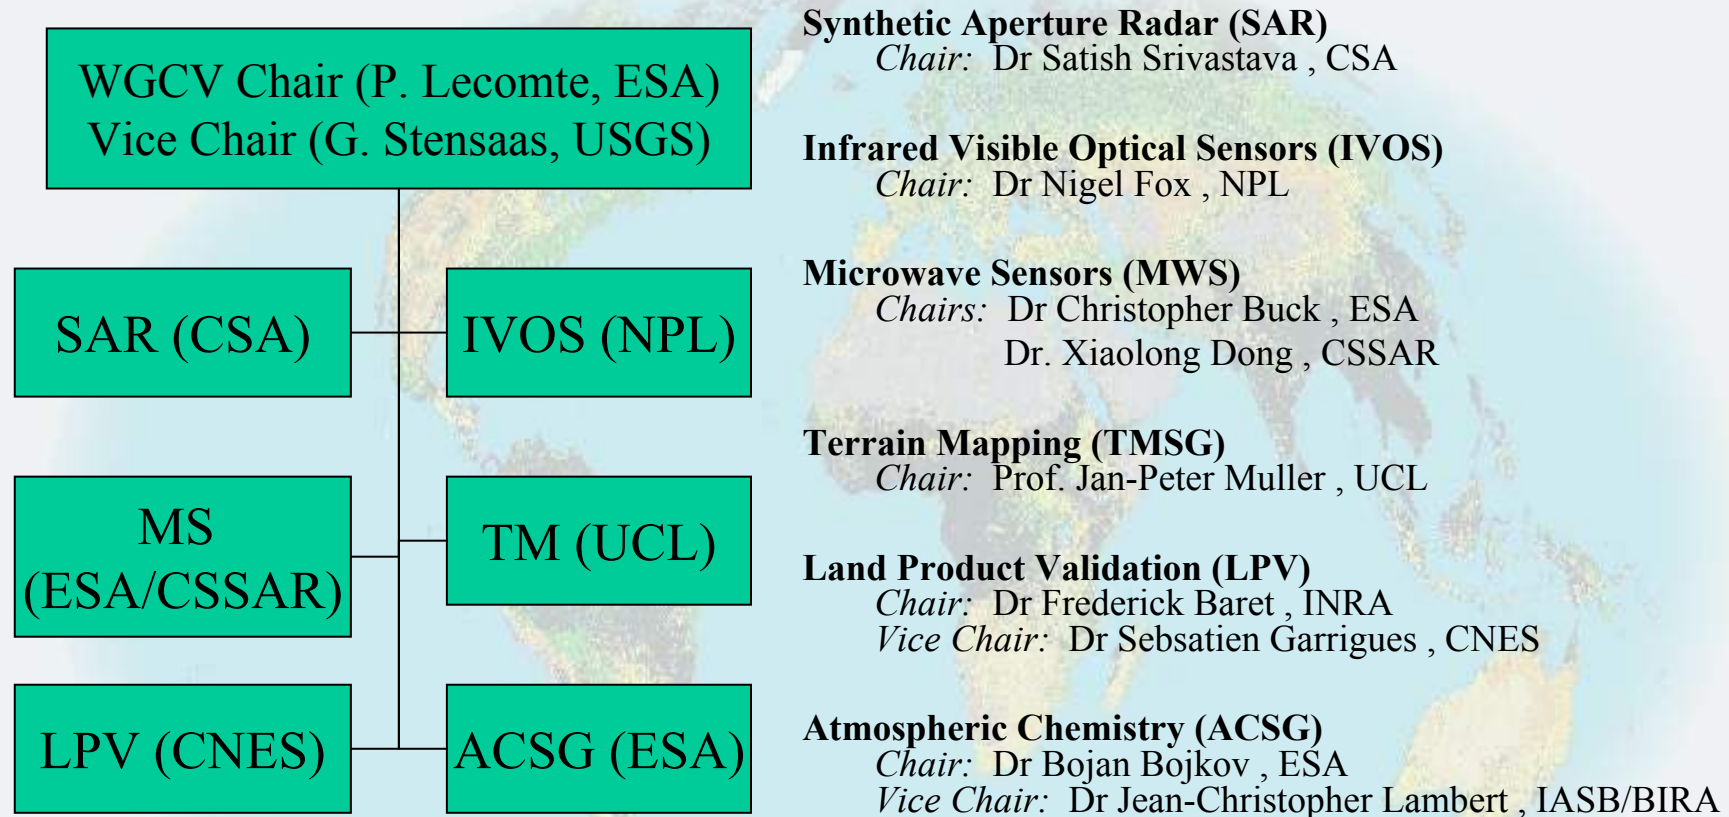 WGCV Chair (P. Lecomte, ESA)
Vice Chair (G. Stensaas, USGS)
SAR (CSA)
IVOS (NPL)
MS
(ESA/CSSAR)
TM (UCL)
LPV (CNES)
ACSG (ESA)
Synthetic Aperture Radar (SAR)
Chair: Dr Satish Srivastava , CSA
Infrared Visible Optical Sensors (IVOS)
Chair: Dr Nigel Fox , NPL
Microwave Sensors (MWS)
Chairs: Dr Christopher Buck , ESA
Dr. Xiaolong Dong , CSSAR
Terrain Mapping (TMSG)
Chair: Prof. Jan-Peter Muller , UCL
Land Product Validation (LPV)
Chair: Dr Frederick Baret , INRA
Vice Chair: Dr Sebsatien Garrigues , CNES
Atmospheric Chemistry (ACSG)
Chair: Dr Bojan Bojkov , ESA
Vice Chair: Dr Jean-Christopher Lambert , IASB/BIRA